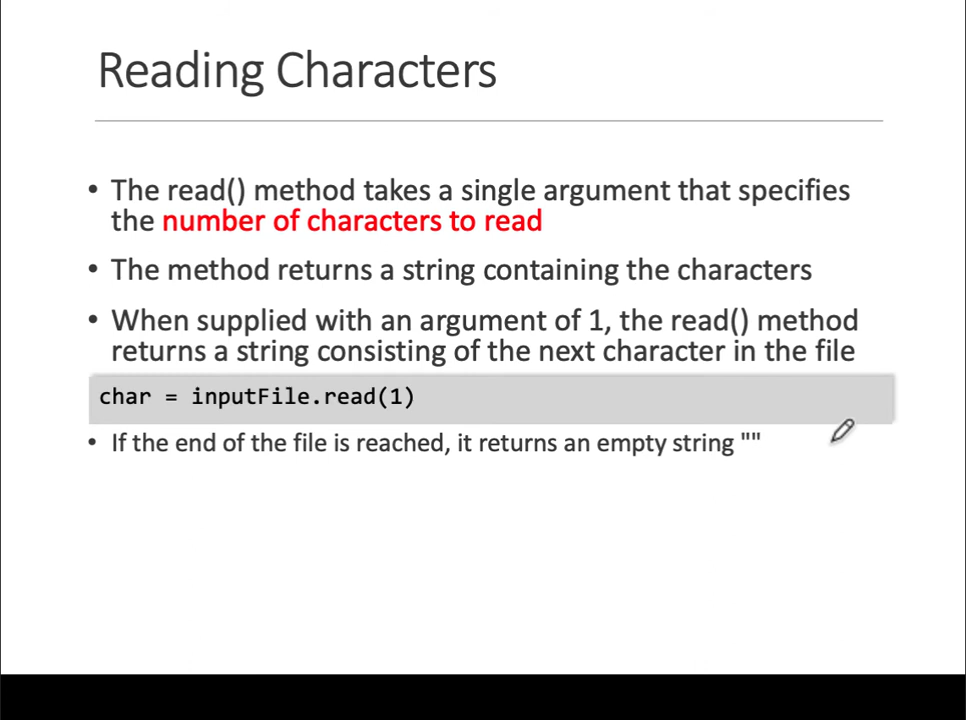 Reading Characters
• The read() method takes a single argument that specifies
the number of characters to read
• The method returns a string containing the characters
• When supplied with an argument of 1, the read() method
returns a string consisting of the next character in the file
char = inputFile.read(1)
• If the end of the file is reached, it returns an empty string ""